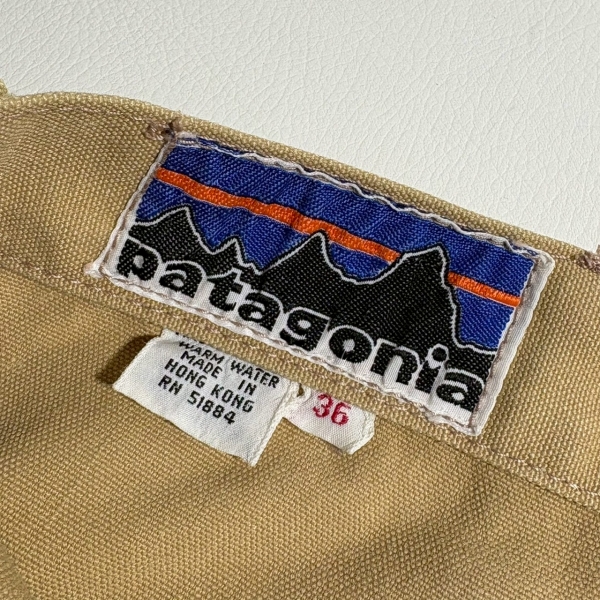 patagonia
WARM WATER
MADE IN
HONG KONG
RN 51884
36